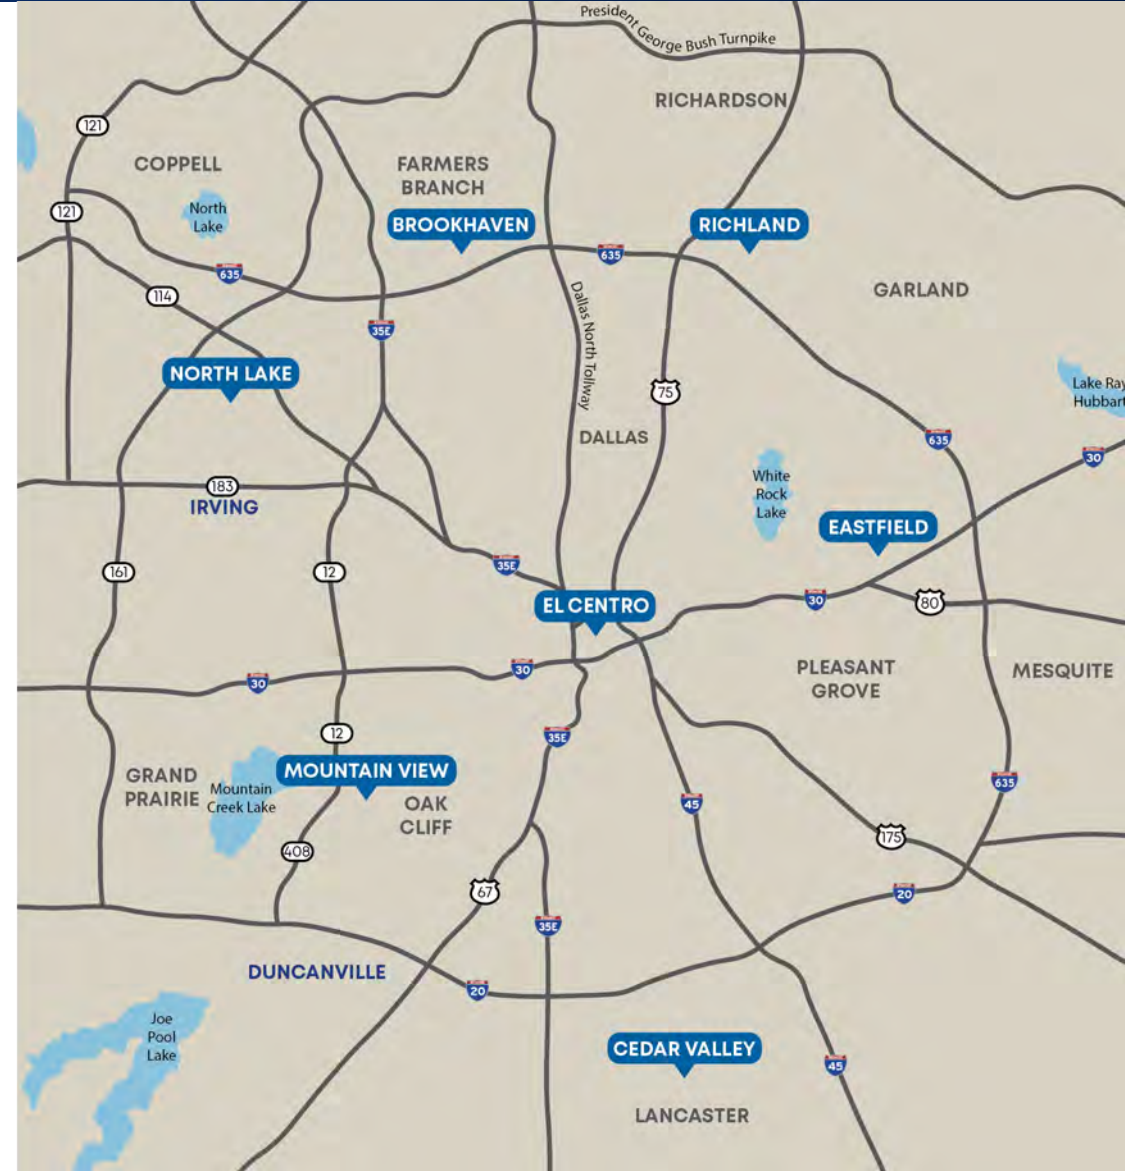 President
George Bush Turnpike
RICHARDSON
121
COPPELL
FARMERS
BRANCH
121
North
Lake
BROOKHAVEN
RICHLAND
635
635
114
GARLAND
35E
Dallas North Tollway
NORTH LAKE
75
Lake Ray
Hubbart
DALLAS
635
30
183
IRVING
White
Rock
Lake
EASTFIELD
161
12
35E
EL CENTRO
30
80
30
30
PLEASANT
GROVE
MESQUITE
12
35E
MOUNTAIN VIEW
GRAND
PRAIRIE
Mountain
Creek Lake
OAK
CLIFF
45
635
408
175
67
20
35E
DUNCANVILLE
20
Joe
Pool
Lake
CEDAR VALLEY
45
LANCASTER